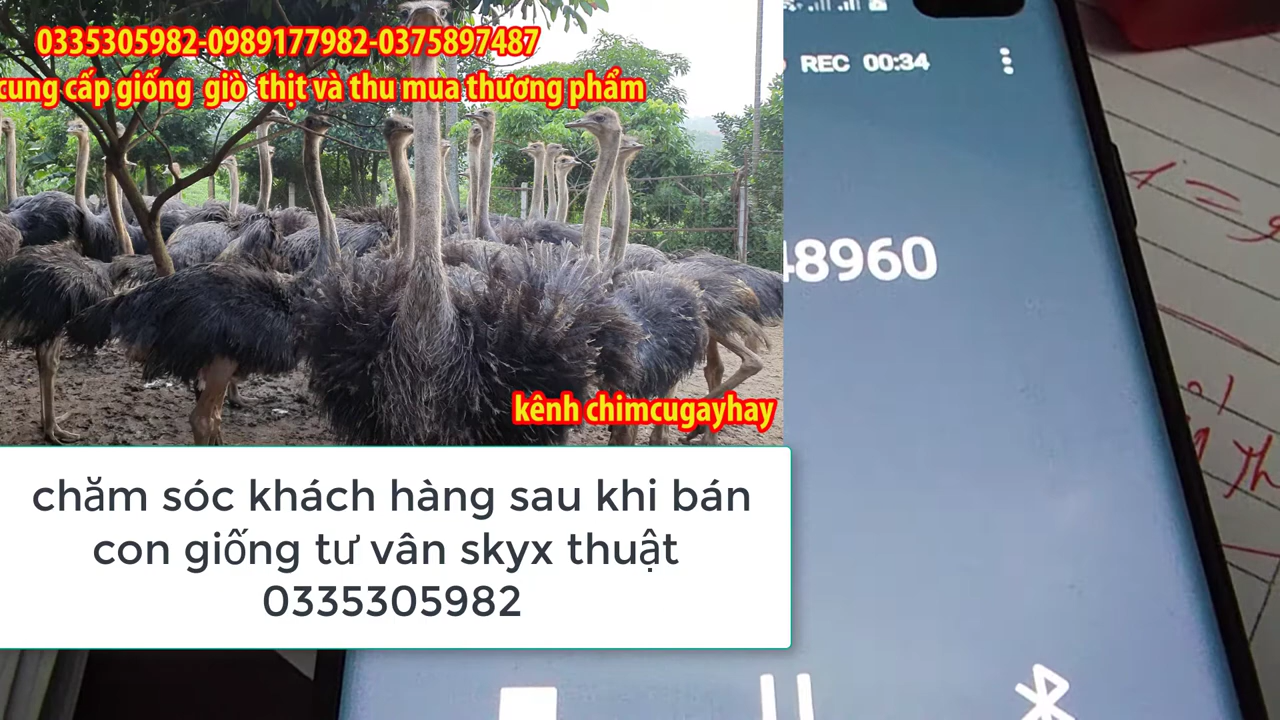 0335305982-0989177982-0375897487
cung cấp giống giò thịt và thu mua thương phẩm
REC 00:34
48960
kênh chimcugayhay
chăm sóc khách hàng sau khi bán
con giống tư vân skyx thuật
0335305982